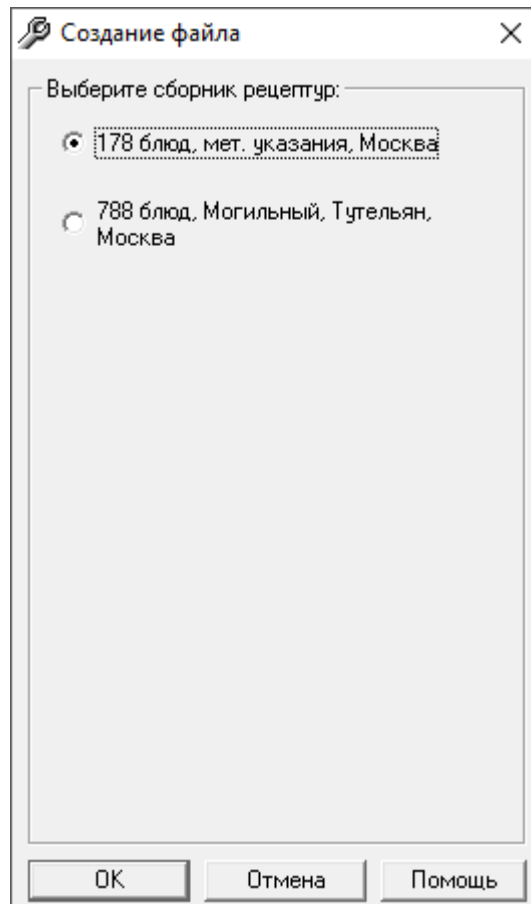 Создание файла
Выберите сборник рецептур:
178 блюд, мет. указания, Москва
788 блюд, Могильный, Тутельян,
Москва
OK
Отмена
Помощь